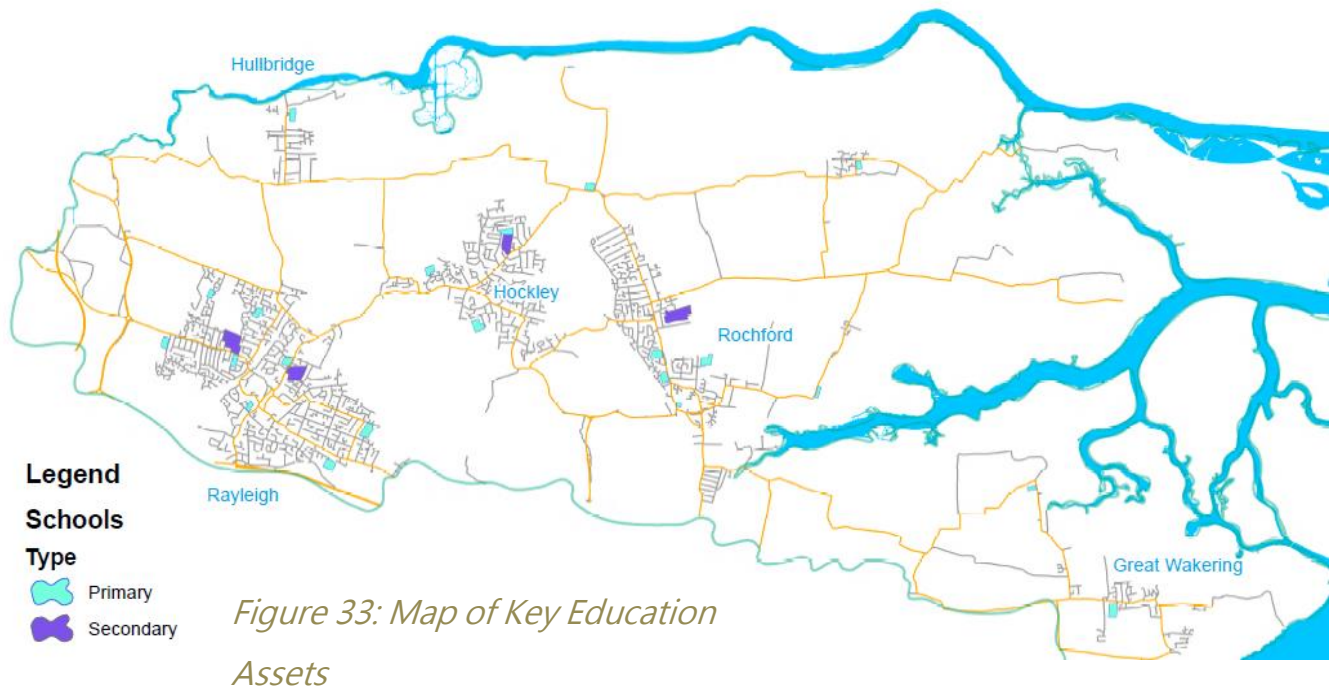 Hullbridge
Hockley
Rochford
Rayleigh
Great Wakering
Legend
Schools
Type
Primary
Secondary
Figure 33: Map of Key Education
Assets